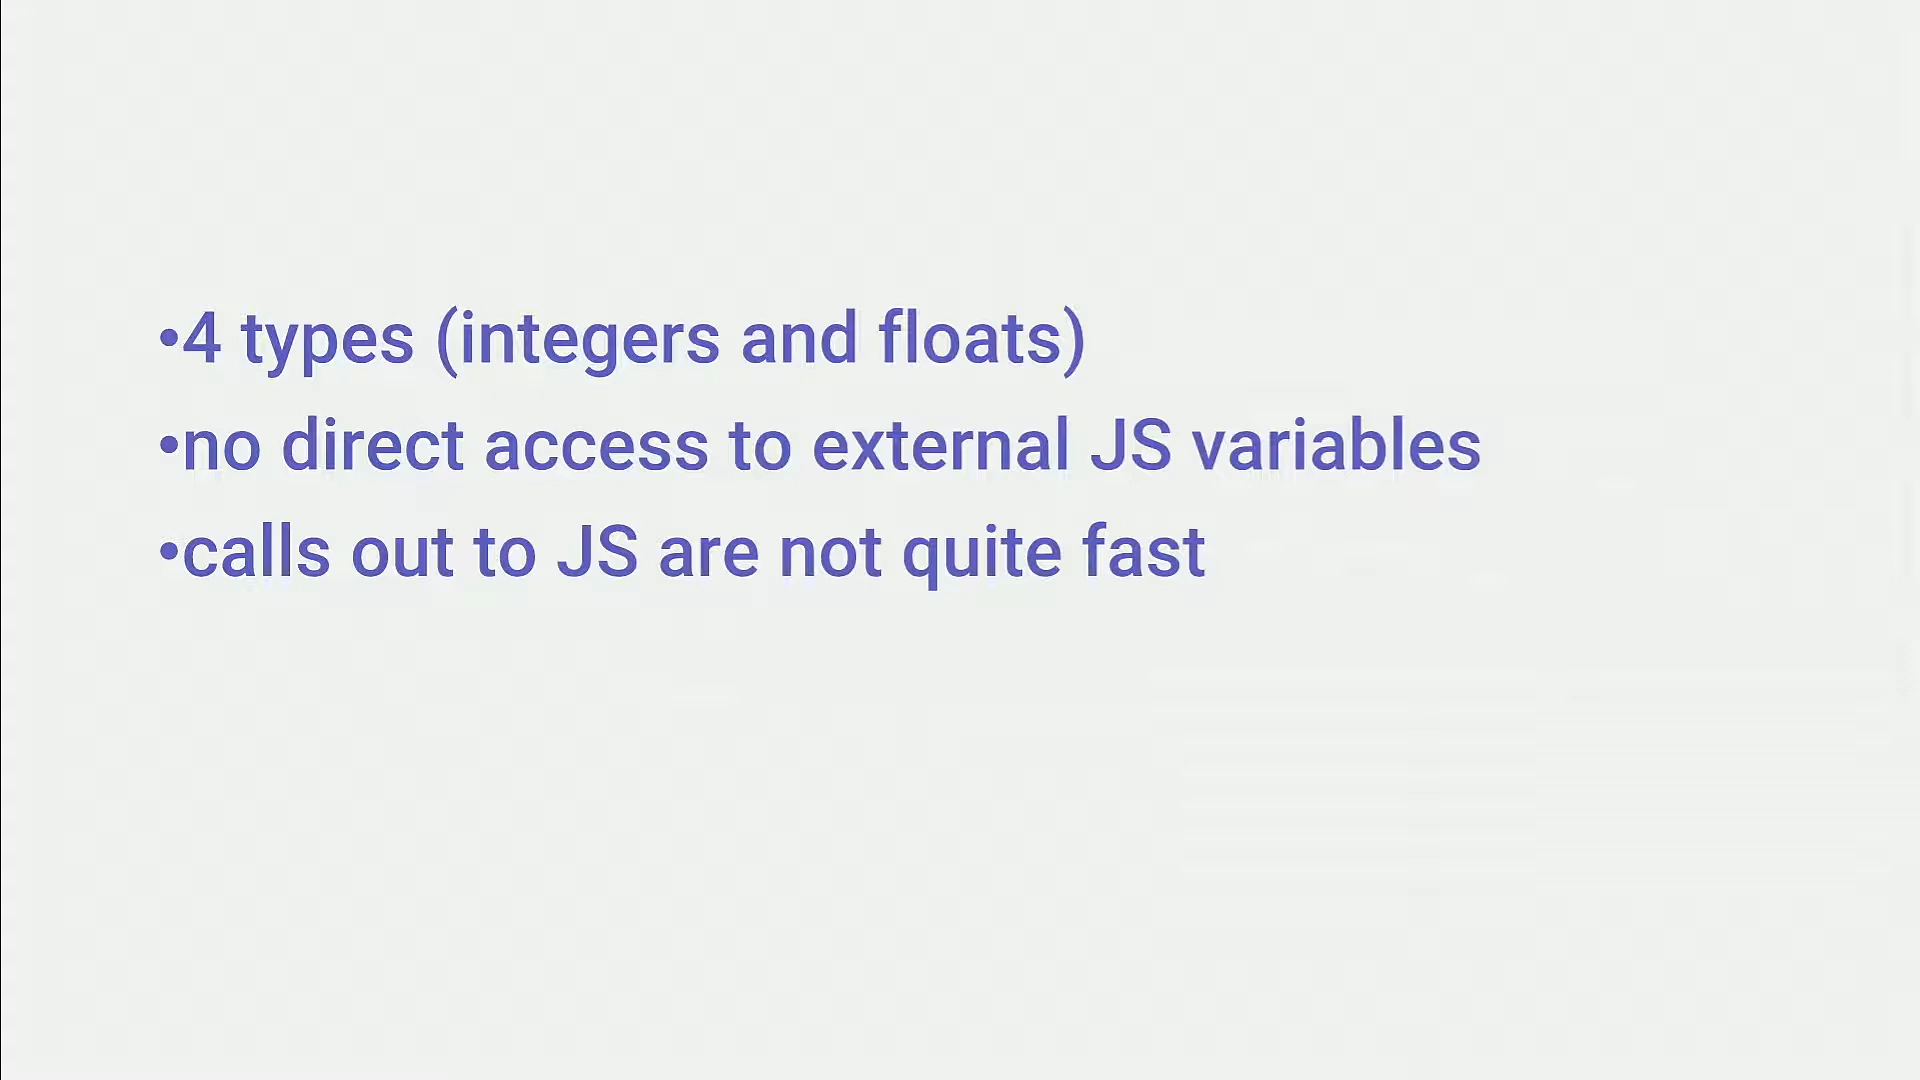 •4 types (integers and floats)
•no direct access to external JS variables
•calls out to JS are not quite fast